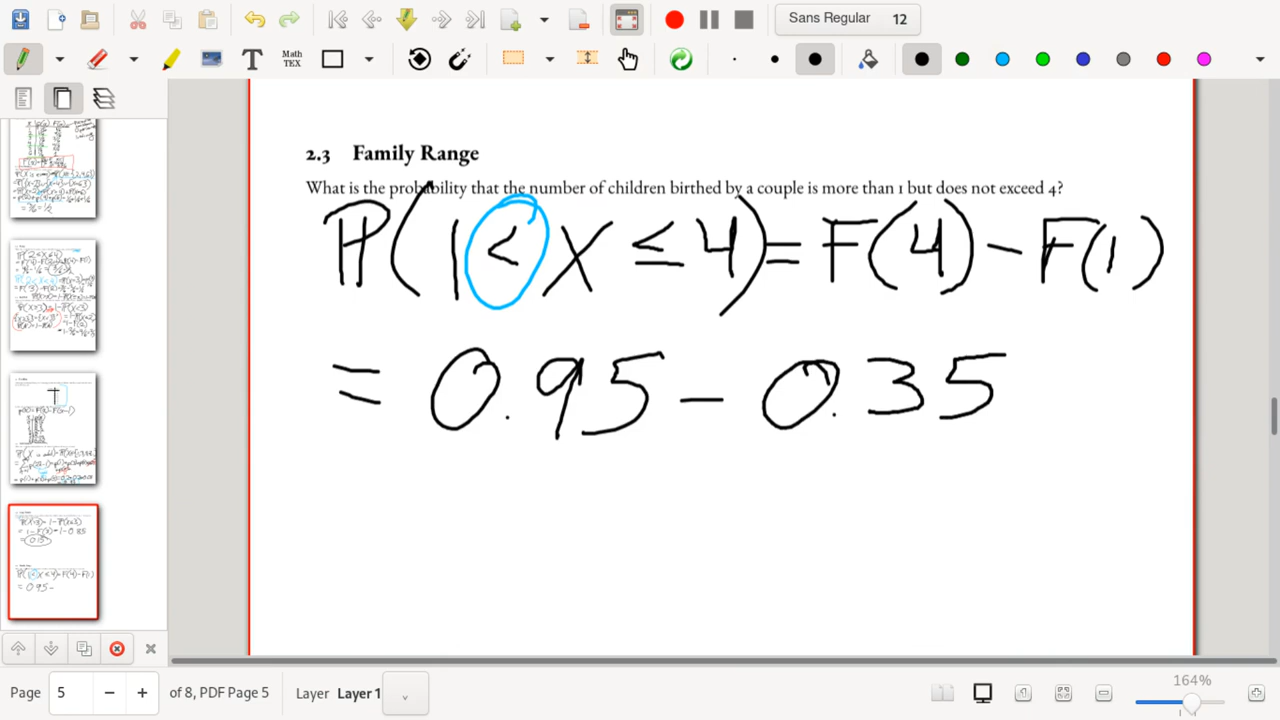 Sans Regular 12
T Math TEX
2.3 Family Range
What is the probability that the number of children birthed by a couple is more than 1 but does not exceed 4?
P(1 < X ≤ 4) = F(4) − F(1)
= 0.95 − 0.35
Page 5 of 8, PDF Page 5 Layer Layer 1 164%